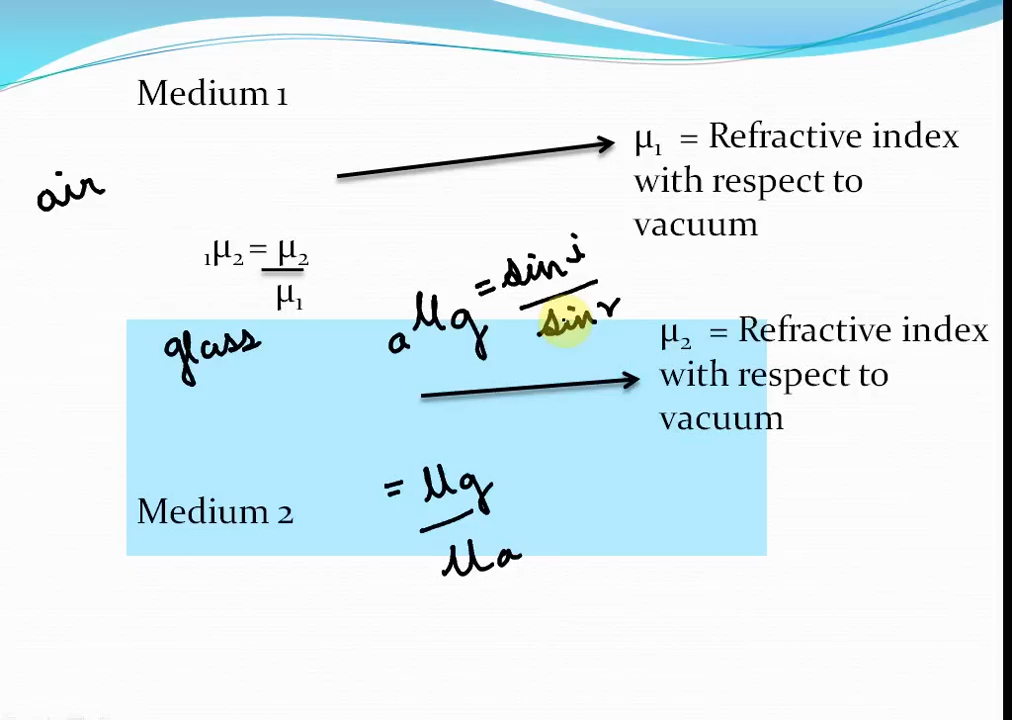 Medium 1
μ₁ = Refractive index
with respect to
vacuum
air
₁μ₂ = μ₂
μ₁
aμg = sin i
sin r
glass
μ₂ = Refractive index
with respect to
vacuum
= μg
μa
Medium 2